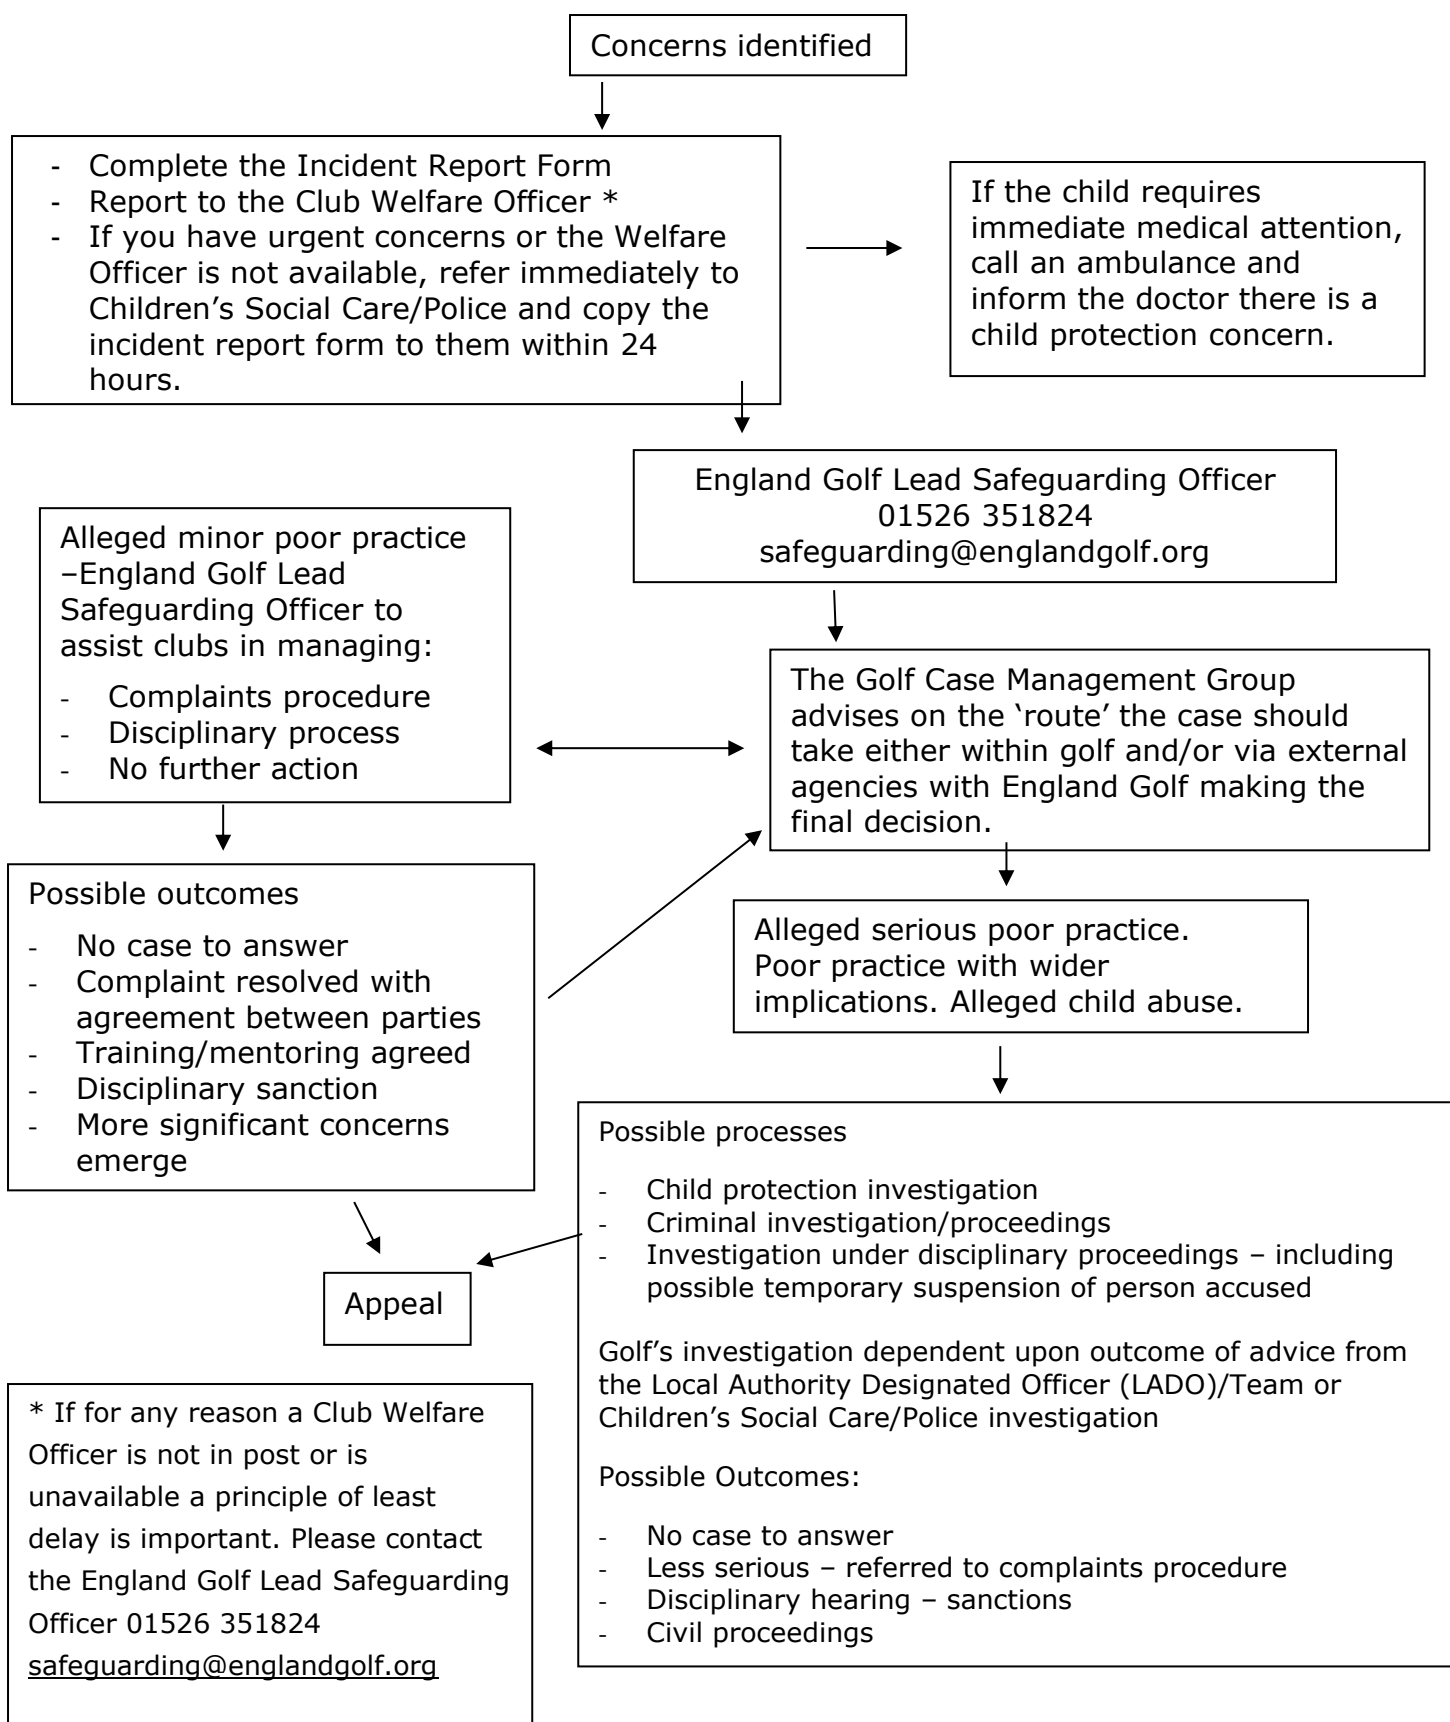 Concerns identified
- Complete the Incident Report Form
- Report to the Club Welfare Officer *
- If you have urgent concerns or the Welfare
Officer is not available, refer immediately to
Children’s Social Care/Police and copy the
incident report form to them within 24
hours.
If the child requires
immediate medical attention,
call an ambulance and
inform the doctor there is a
child protection concern.
England Golf Lead Safeguarding Officer
01526 351824
safeguarding@englandgolf.org
Alleged minor poor practice
–England Golf Lead
Safeguarding Officer to
assist clubs in managing:
- Complaints procedure
- Disciplinary process
- No further action
The Golf Case Management Group
advises on the ‘route’ the case should
take either within golf and/or via external
agencies with England Golf making the
final decision.
Possible outcomes
- No case to answer
- Complaint resolved with
agreement between parties
- Training/mentoring agreed
- Disciplinary sanction
- More significant concerns
emerge
Alleged serious poor practice.
Poor practice with wider
implications. Alleged child abuse.
Possible processes
- Child protection investigation
- Criminal investigation/proceedings
- Investigation under disciplinary proceedings – including
possible temporary suspension of person accused
Golf’s investigation dependent upon outcome of advice from
the Local Authority Designated Officer (LADO)/Team or
Children’s Social Care/Police investigation
Possible Outcomes:
- No case to answer
- Less serious – referred to complaints procedure
- Disciplinary hearing – sanctions
- Civil proceedings
Appeal
* If for any reason a Club Welfare
Officer is not in post or is
unavailable a principle of least
delay is important. Please contact
the England Golf Lead Safeguarding
Officer 01526 351824
safeguarding@englandgolf.org